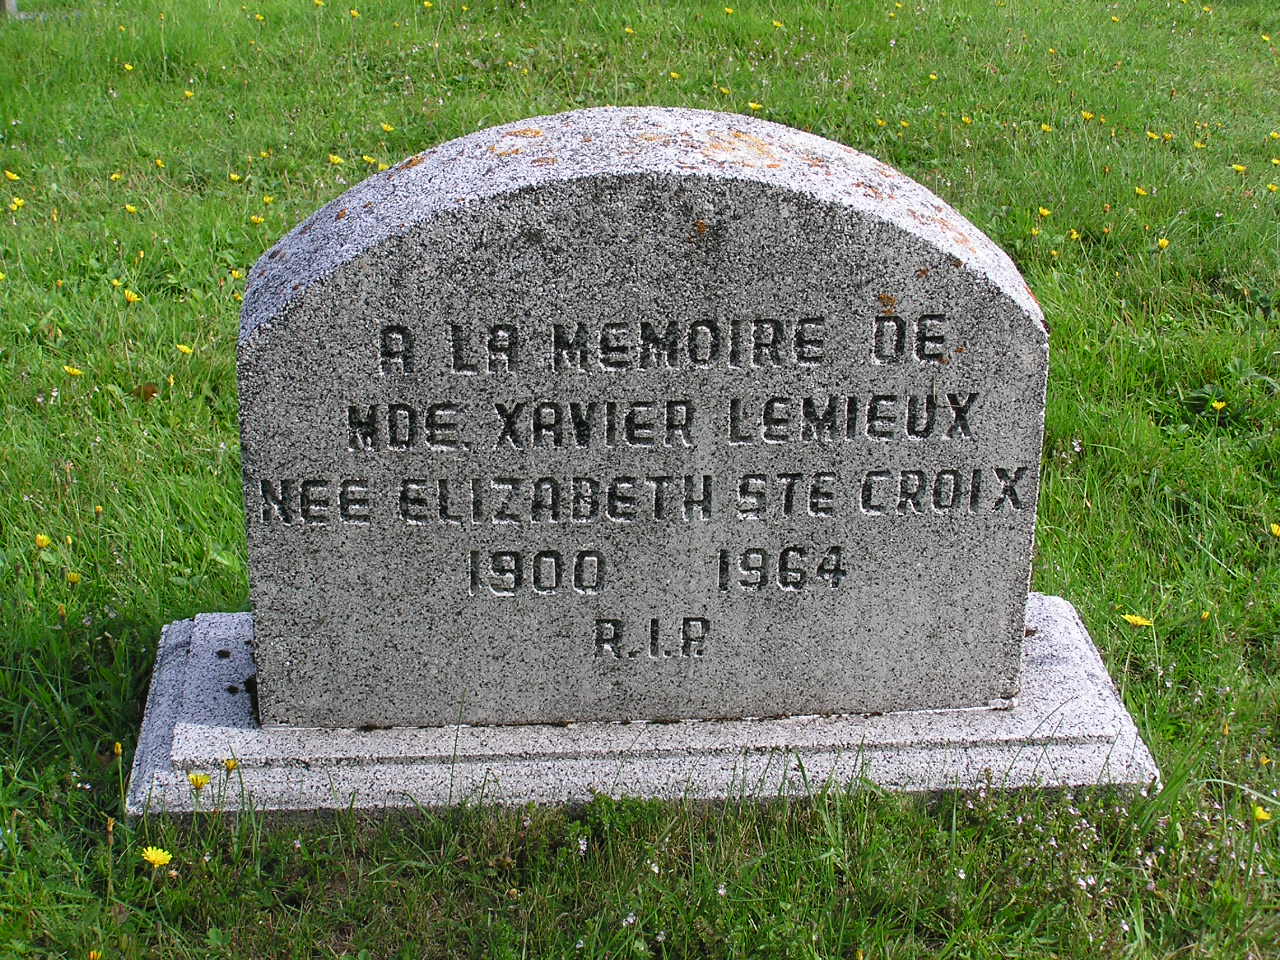 A LA MEMOIRE DE
MDE. XAVIER LEMIEUX
NEE ELIZABETH STE CROIX
1900 1964
R.I.P.